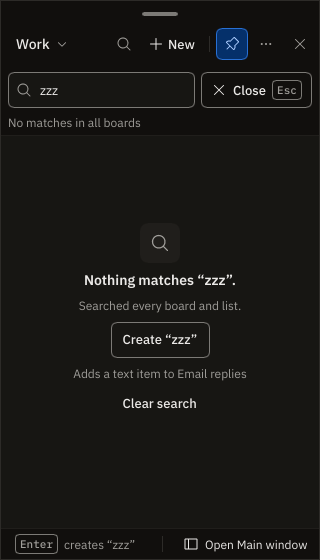 Work
New
zzz
Close Esc
No matches in all boards
Nothing matches “zzz”.
Searched every board and list.
Create “zzz”
Adds a text item to Email replies
Clear search
Enter creates “zzz”
Open Main window